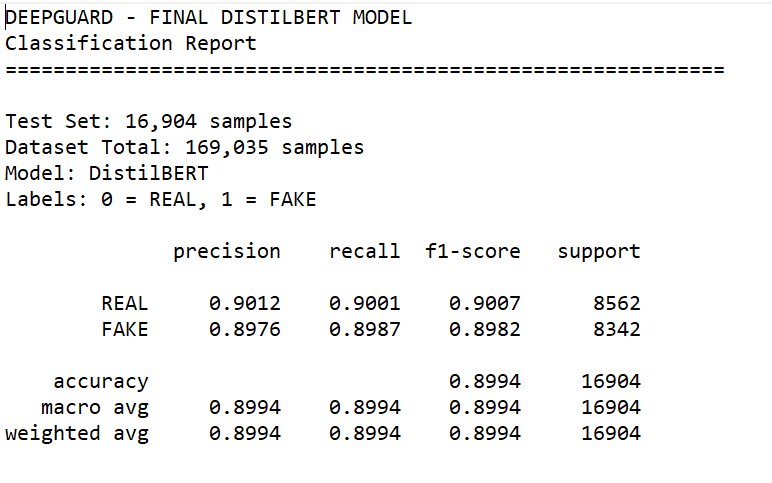 DEEPGUARD - FINAL DISTILBERT MODEL
Classification Report
============================================================
Test Set: 16,904 samples
Dataset Total: 169,035 samples
Model: DistilBERT
Labels: 0 = REAL, 1 = FAKE
precision recall f1-score support
REAL 0.9012 0.9001 0.9007 8562
FAKE 0.8976 0.8987 0.8982 8342
accuracy 0.8994 16904
macro avg 0.8994 0.8994 0.8994 16904
weighted avg 0.8994 0.8994 0.8994 16904